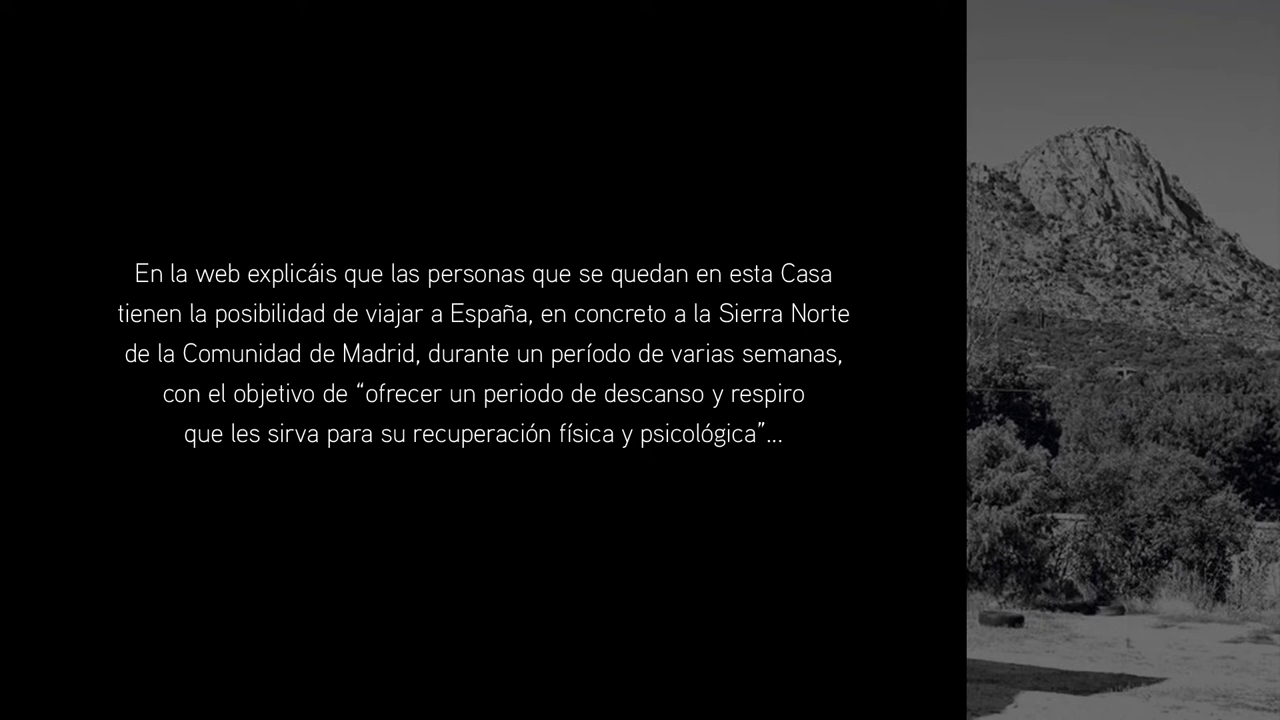 En la web explicáis que las personas que se quedan en esta Casa
tienen la posibilidad de viajar a España, en concreto a la Sierra Norte
de la Comunidad de Madrid, durante un período de varias semanas,
con el objetivo de “ofrecer un periodo de descanso y respiro
que les sirva para su recuperación física y psicológica”...